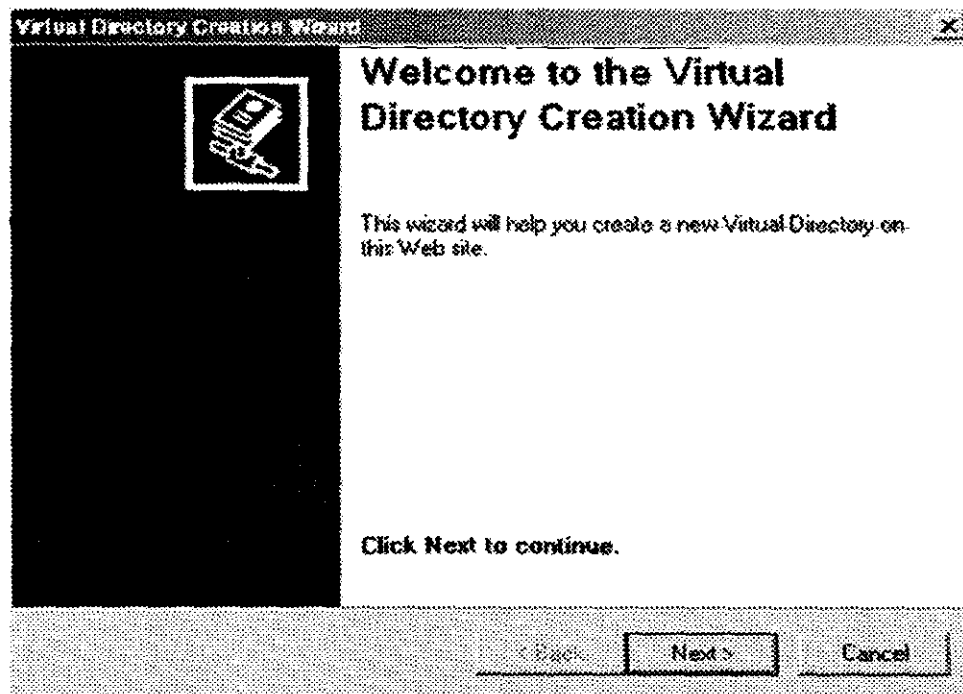 Virtual Directory Creation Wizard
Welcome to the Virtual
Directory Creation Wizard
This wizard will help you create a new Virtual Directory on
this Web site.
Click Next to continue.
< Back
Next >
Cancel